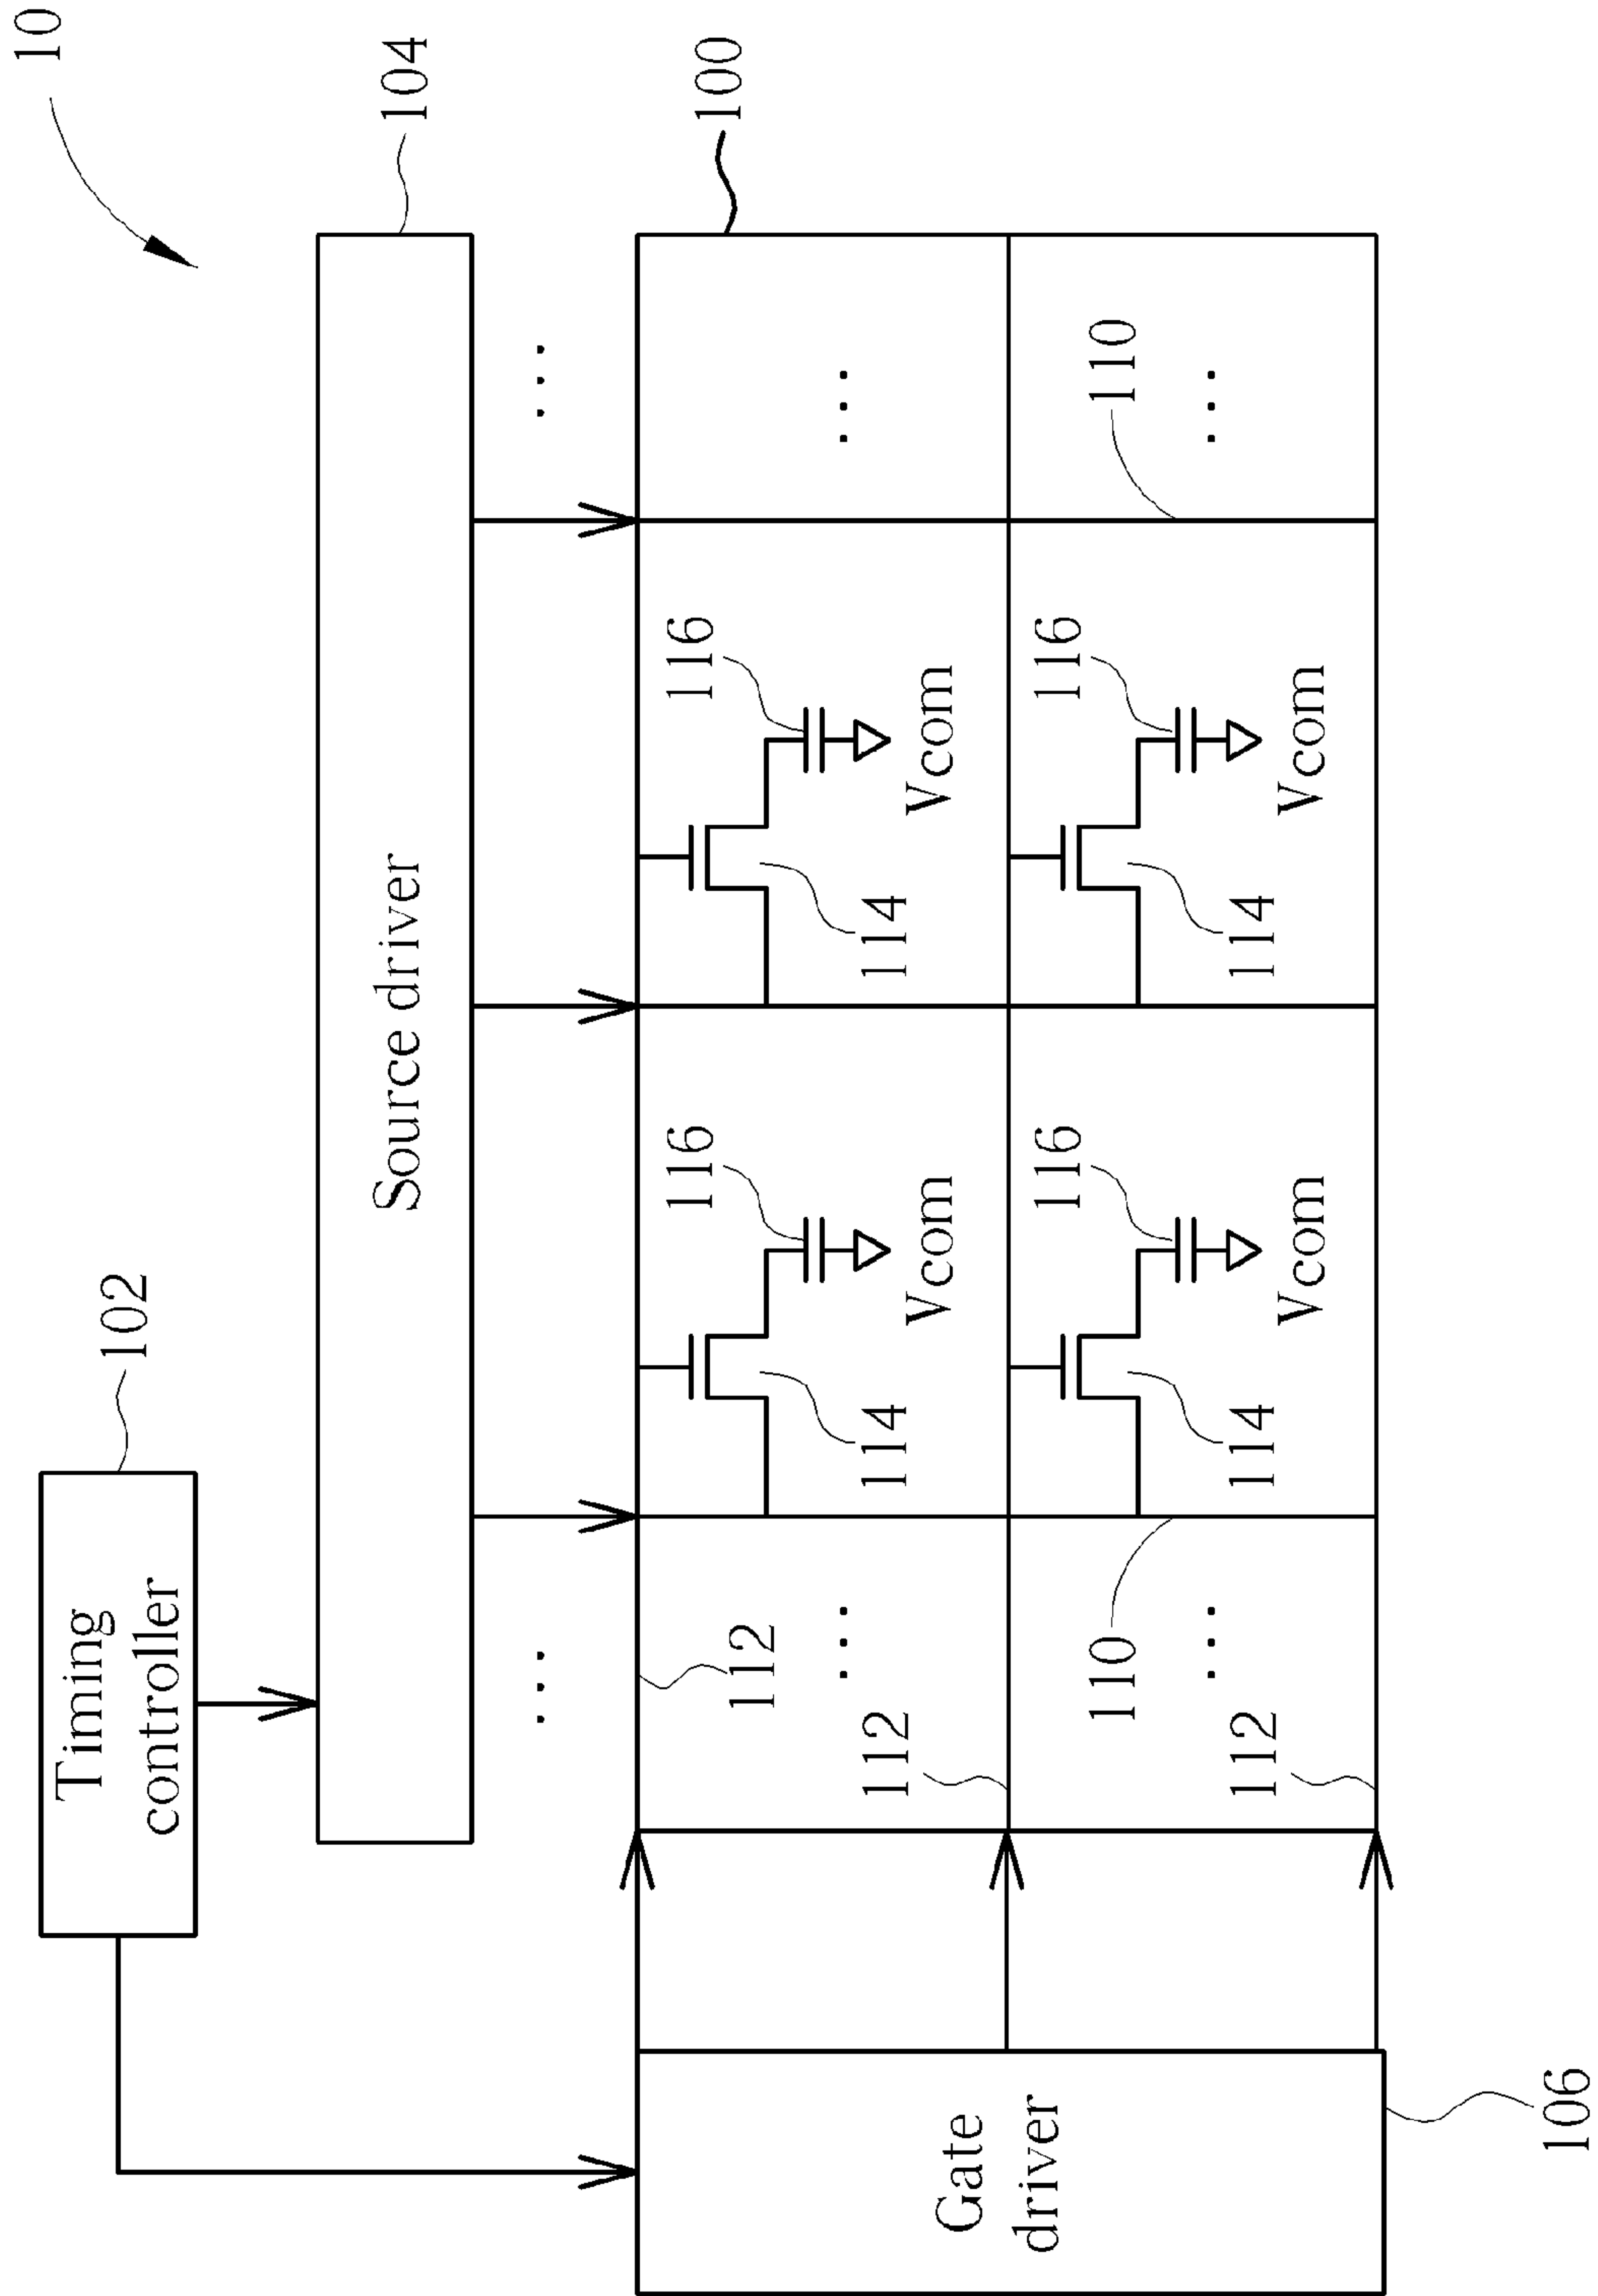 10
Timing
controller
102
Source driver
104
100
112
116
116
114
114
Vcom
Vcom
...
...
...
...
112
110
110
116
116
114
114
Vcom
Vcom
...
...
112
Gate
driver
106